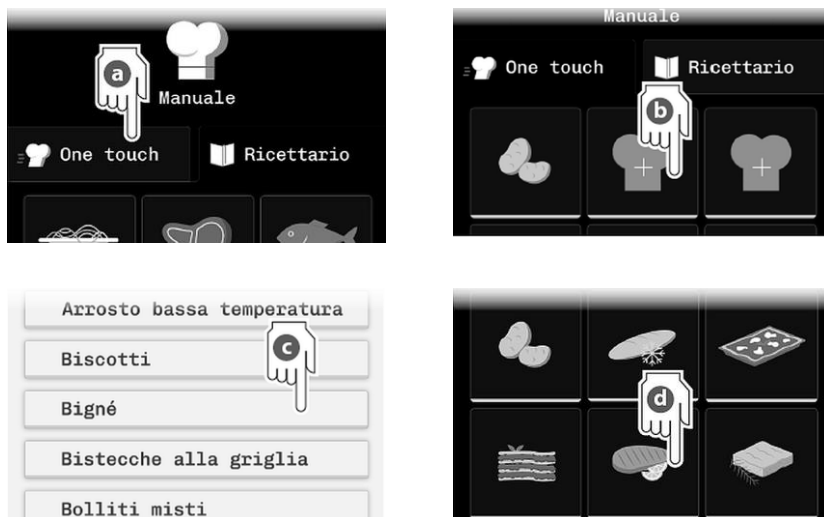 a
Manuale
One touch
Ricettario
Manuale
One touch
Ricettario
b
Arrosto bassa temperatura
c
Biscotti
Bigné
Bistecche alla griglia
Bolliti misti
d